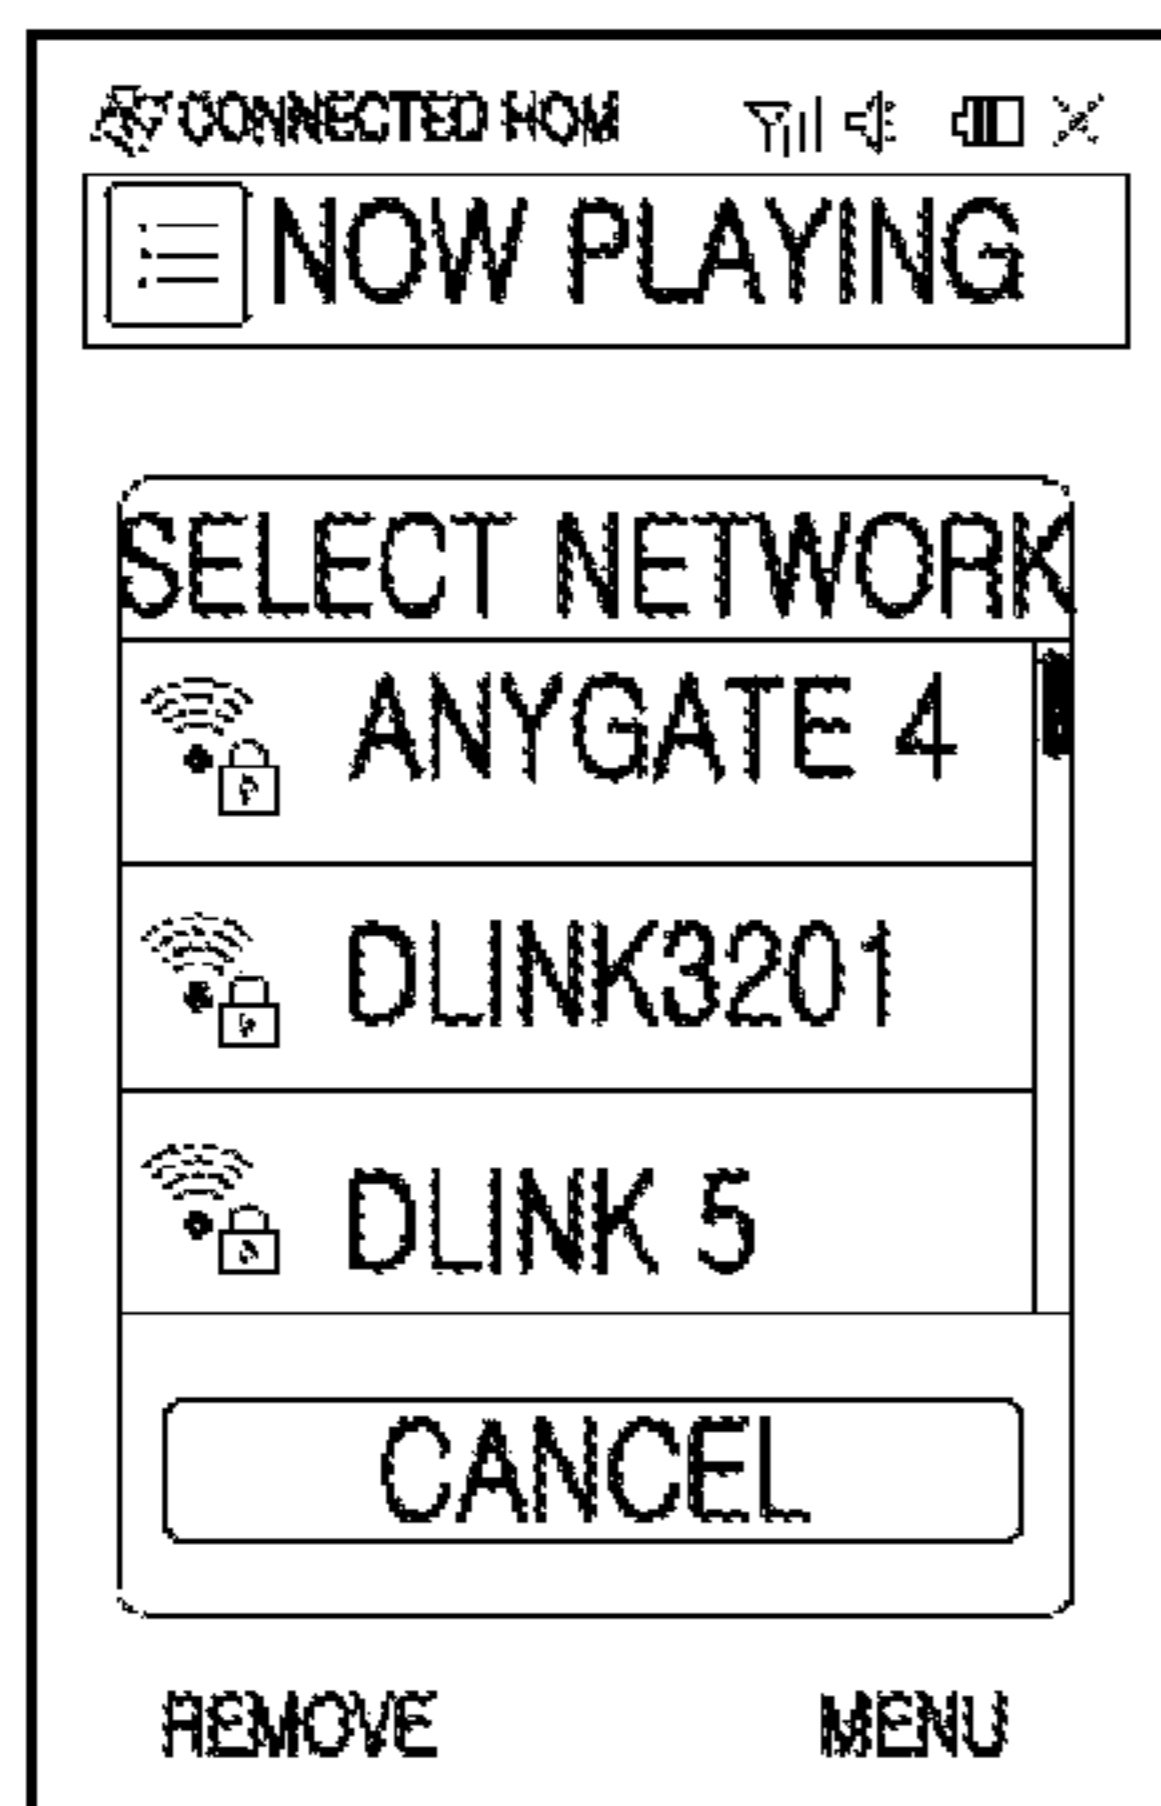 CONNECTED HOM
NOW PLAYING
SELECT NETWORK
ANYGATE 4
DLINK3201
DLINK 5
CANCEL
REMOVE MENU